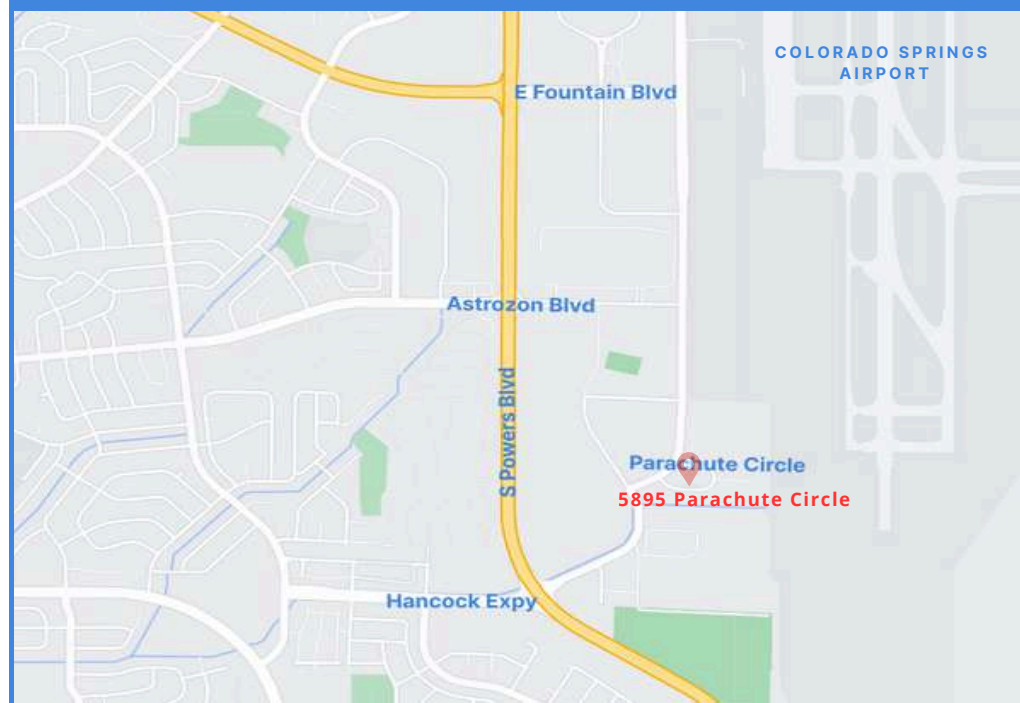 COLORADO SPRINGS
AIRPORT
E Fountain Blvd
Astrozon Blvd
S Powers Blvd
Parachute Circle
5895 Parachute Circle
Hancock Expy